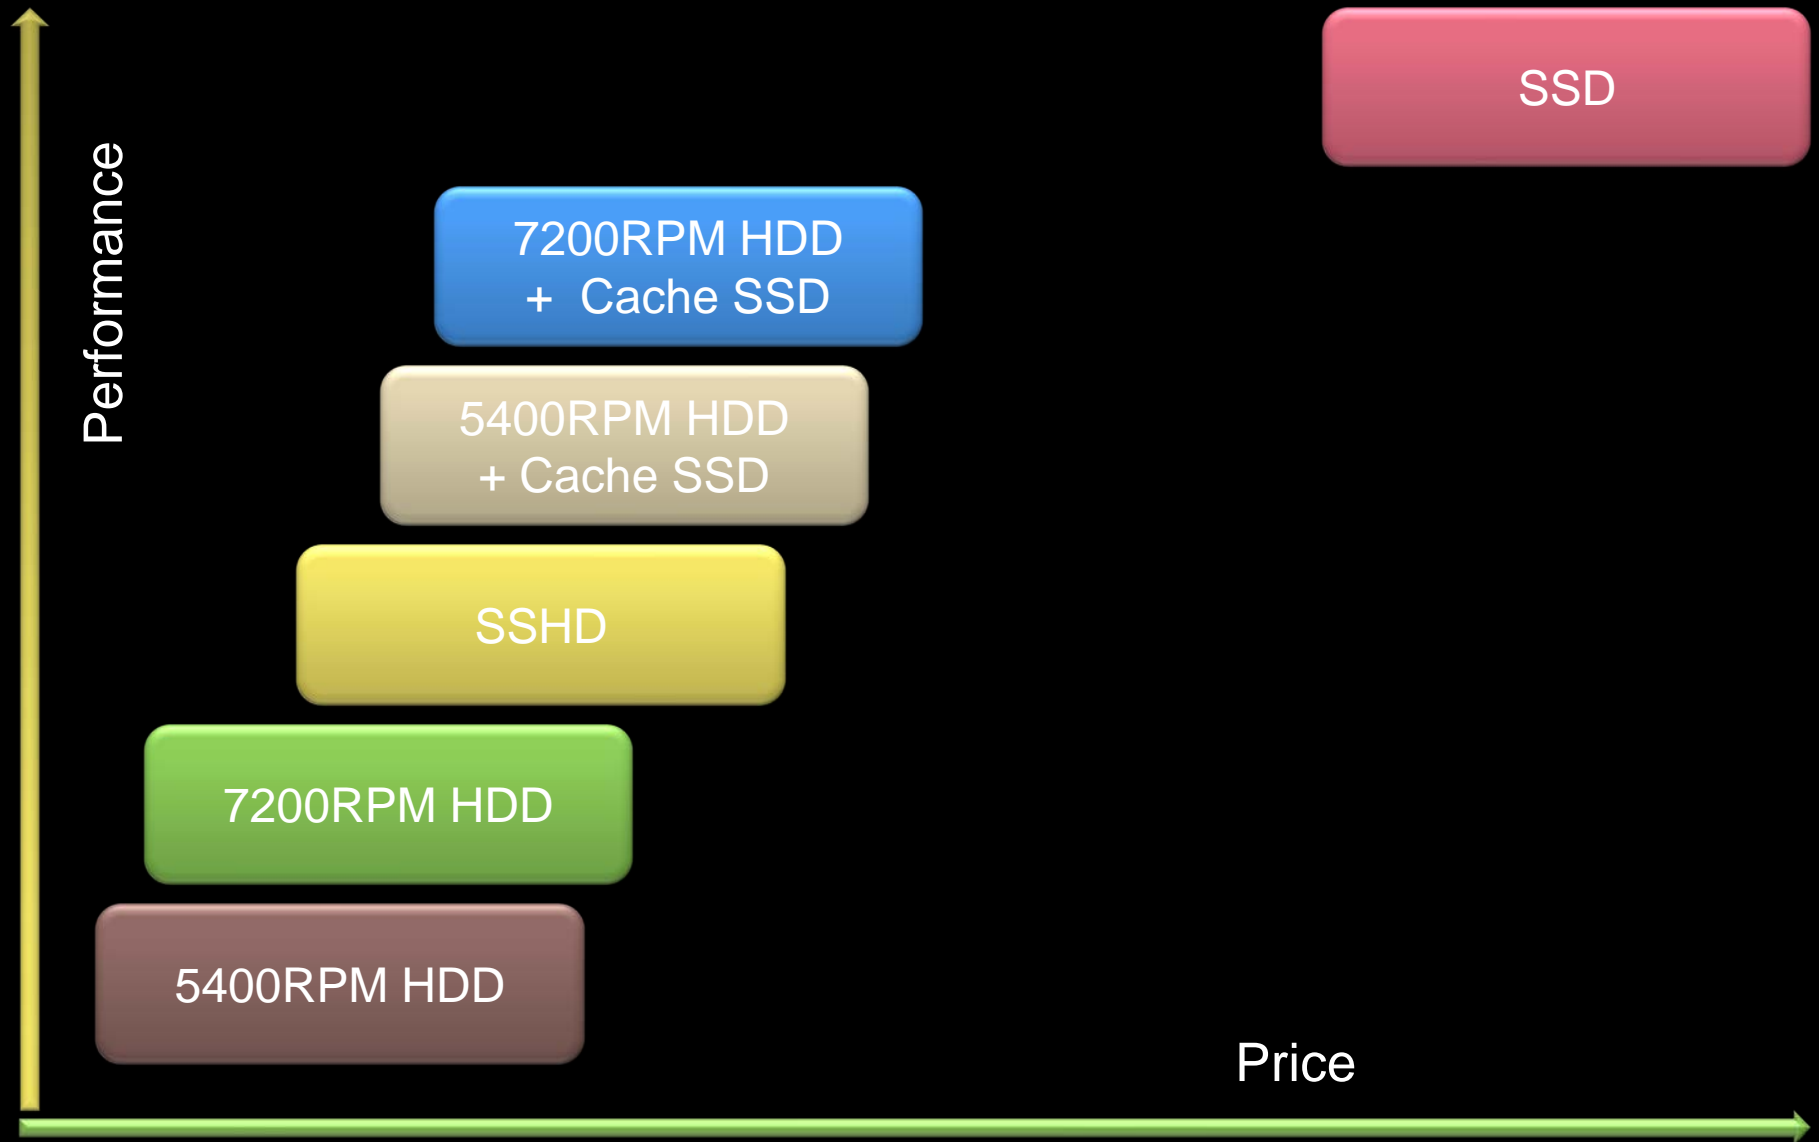 SSD
Performance
7200RPM HDD
+ Cache SSD
5400RPM HDD
+ Cache SSD
SSHD
7200RPM HDD
5400RPM HDD
Price